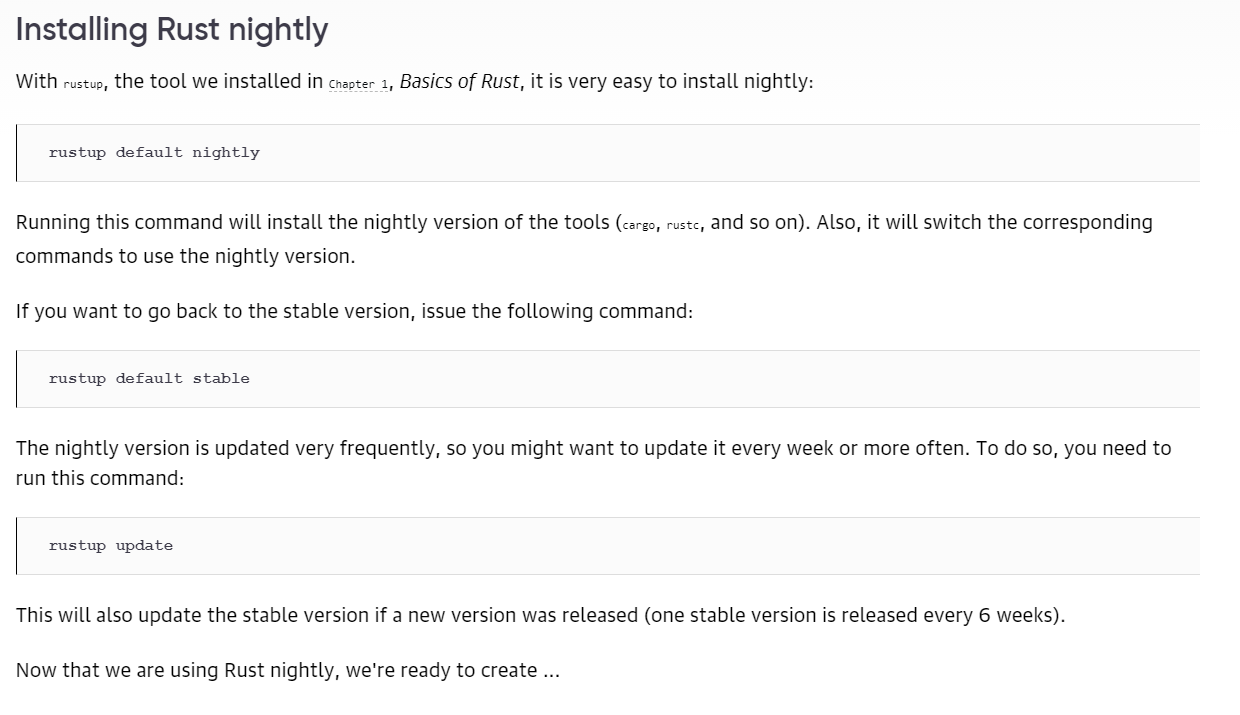 Installing Rust nightly
With rustup, the tool we installed in Chapter 1, Basics of Rust, it is very easy to install nightly:
rustup default nightly
Running this command will install the nightly version of the tools (cargo, rustc, and so on). Also, it will switch the corresponding
commands to use the nightly version.
If you want to go back to the stable version, issue the following command:
rustup default stable
The nightly version is updated very frequently, so you might want to update it every week or more often. To do so, you need to
run this command:
rustup update
This will also update the stable version if a new version was released (one stable version is released every 6 weeks).
Now that we are using Rust nightly, we're ready to create ...